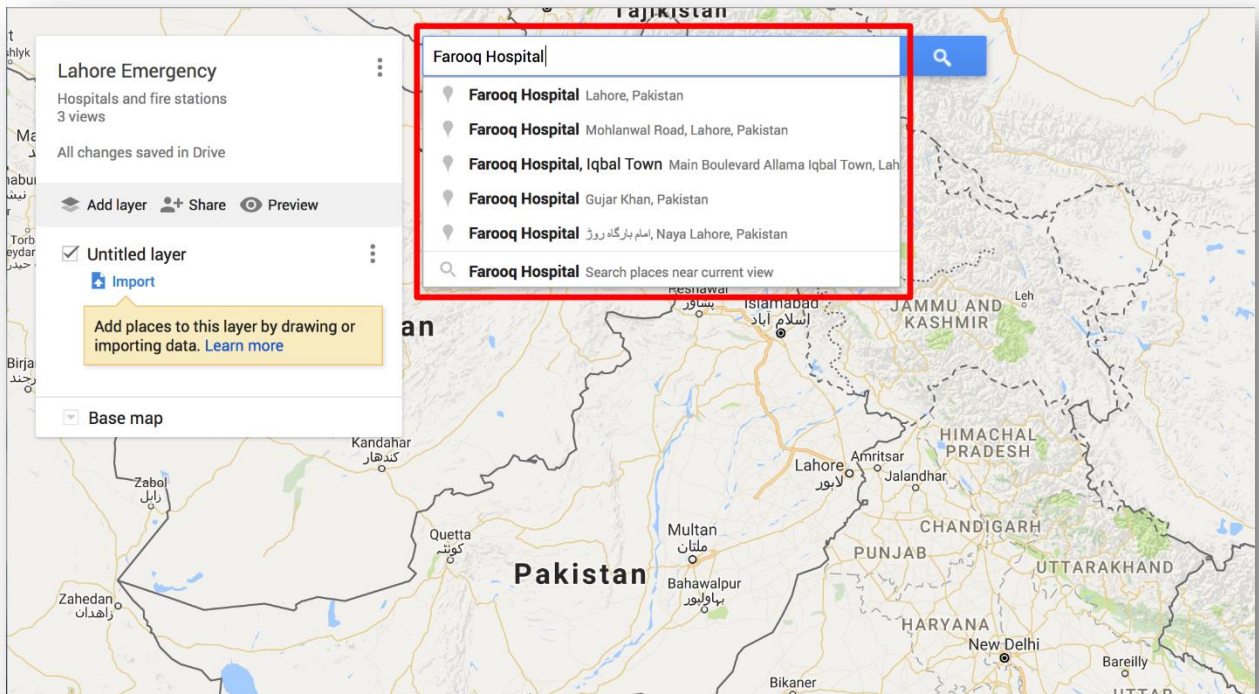 Tajikistan
Lahore Emergency
Hospitals and fire stations
3 views
All changes saved in Drive
Add layer Share Preview
Untitled layer
Import
Add places to this layer by drawing or
importing data. Learn more
Base map
Farooq Hospital
Farooq Hospital Lahore, Pakistan
Farooq Hospital Mohlanwal Road, Lahore, Pakistan
Farooq Hospital, Iqbal Town Main Boulevard Allama Iqbal Town, Lah
Farooq Hospital Gujar Khan, Pakistan
Farooq Hospital امام بارگاہ روڑ, Naya Lahore, Pakistan
Farooq Hospital Search places near current view
Peshawar
پشاور
Islamabad
اسلام آباد
JAMMU AND
KASHMIR
Leh
an
Birja
Kandahar
کندهار
Zabol
زابل
Lahore
لاہور
Amritsar
Jalandhar
HIMACHAL
PRADESH
Quetta
کوئٹہ
Multan
ملتان
CHANDIGARH
PUNJAB
UTTARAKHAND
Pakistan
Bahawalpur
بہاولپور
Zahedan
زاهدان
HARYANA
New Delhi
Bareilly
Bikaner
UTTAR